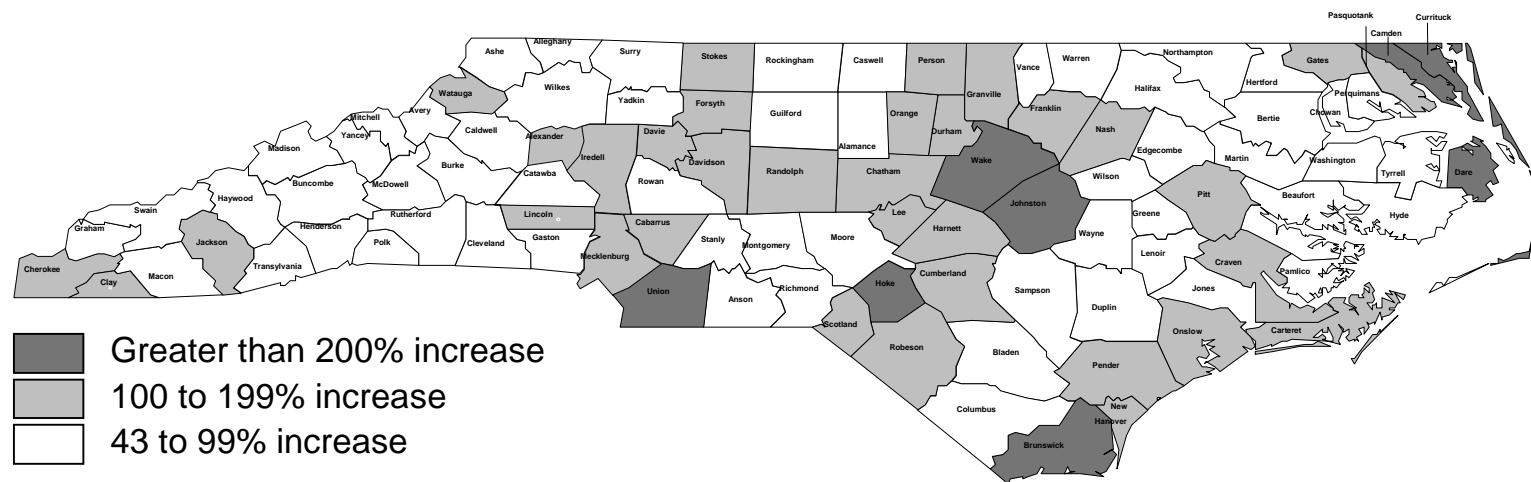 Pasquotank
Currituck
Camden
Alleghany
Ashe
Surry
Stokes
Rockingham
Caswell
Person
Vance
Warren
Northampton
Gates
Hertford
Halifax
Granville
Watauga
Wilkes
Yadkin
Forsyth
Guilford
Orange
Durham
Franklin
Perquimans
Chowan
Bertie
Avery
Mitchell
Yancey
Caldwell
Alexander
Iredell
Davie
Davidson
Alamance
Nash
Edgecombe
Martin
Washington
Tyrrell
Dare
Madison
Buncombe
McDowell
Burke
Catawba
Rowan
Randolph
Chatham
Wake
Wilson
Haywood
Swain
Graham
Rutherford
Henderson
Polk
Cleveland
Lincoln
Gaston
Cabarrus
Stanly
Montgomery
Moore
Lee
Harnett
Johnston
Wayne
Greene
Pitt
Beaufort
Hyde
Jackson
Transylvania
Macon
Cherokee
Clay
Mecklenburg
Union
Anson
Richmond
Hoke
Cumberland
Sampson
Lenoir
Craven
Pamlico
Jones
Duplin
Scotland
Robeson
Bladen
Onslow
Carteret
Pender
Columbus
New
Hanover
Brunswick
Greater than 200% increase
100 to 199% increase
43 to 99% increase